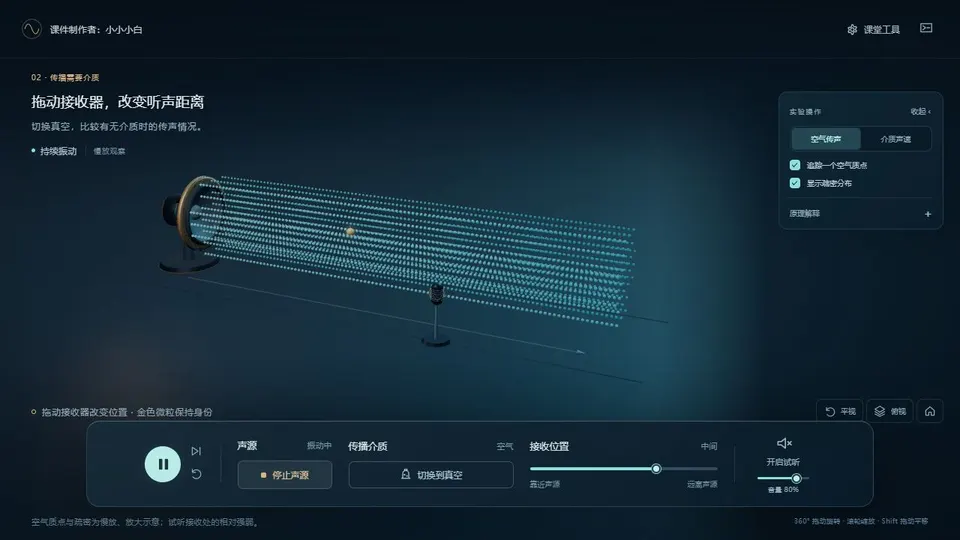 课件制作者：小小小白
课堂工具
02 · 传播需要介质
拖动接收器，改变听声距离
切换真空，比较有无介质时的传声情况。
持续振动
慢放观察
实验操作
收起
空气传声
介质声速
追踪一个空气质点
显示疏密分布
原理解释
拖动接收器改变位置 · 金色微粒保持身份
平视
俯视
声源
振动中
停止声源
传播介质
空气
切换到真空
接收位置
中间
靠近声源
远离声源
开启试听
音量 80%
空气质点与疏密为慢放、放大示意；试听接收处的相对强弱。
360° 拖动旋转 · 滚轮缩放 · Shift 拖动平移